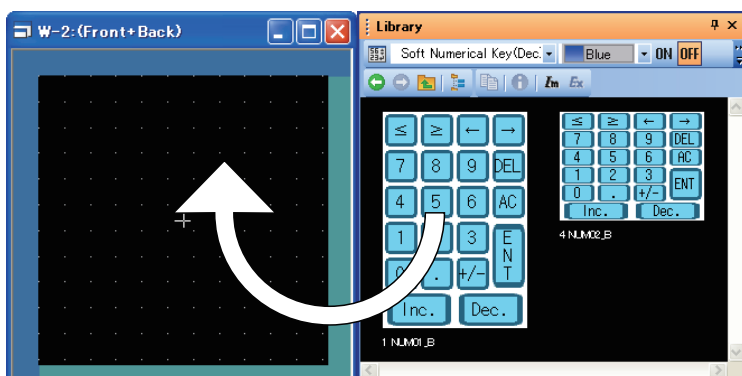 W-2:(Front+Back)
Library
Soft Numerical Key(Dec. Blue ON OFF
Im Ex
≤ ≥ ← →
7 8 9 DEL
4 5 6 AC
1 3 ENT
. +/-
Inc. Dec.
1 NUM01_B
≤ ≥ ← →
7 8 9 DEL
4 5 6 AC
1 2 3 ENT
0 . +/-
Inc. Dec.
4 NUM02_B